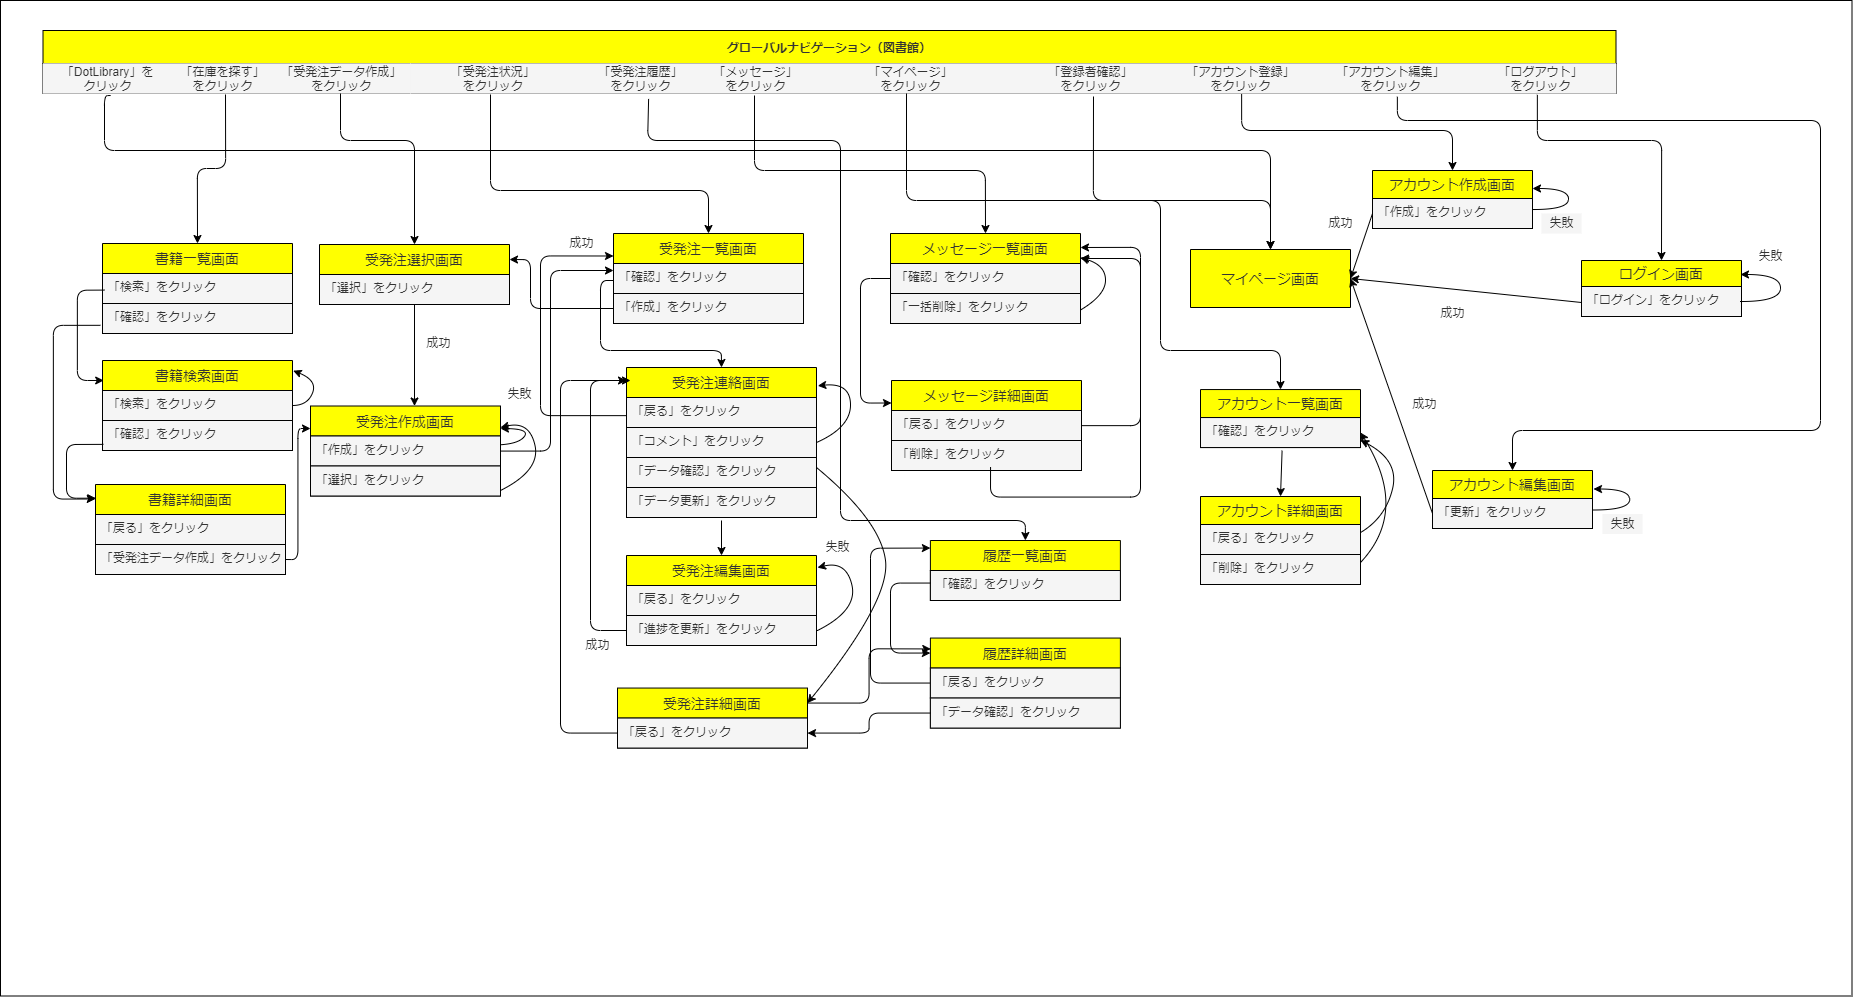 グローバルナビゲーション（図書館）
「DotLibrary」を
クリック
「在庫を探す」
をクリック
「受発注データ作成」
をクリック
「受発注状況」
をクリック
「受発注履歴」
をクリック
「メッセージ」
をクリック
「マイページ」
をクリック
「登録者確認」
をクリック
「アカウント登録」
をクリック
「アカウント編集」
をクリック
「ログアウト」
をクリック
書籍一覧画面
「検索」をクリック
「確認」をクリック
書籍検索画面
「検索」をクリック
「確認」をクリック
書籍詳細画面
「戻る」をクリック
「受発注データ作成」をクリック
受発注選択画面
「選択」をクリック
成功
失敗
受発注作成画面
「作成」をクリック
「選択」をクリック
成功
受発注一覧画面
「確認」をクリック
「作成」をクリック
受発注連絡画面
「戻る」をクリック
「コメント」をクリック
「データ確認」をクリック
「データ更新」をクリック
失敗
受発注編集画面
「戻る」をクリック
「進捗を更新」をクリック
成功
受発注詳細画面
「戻る」をクリック
メッセージ一覧画面
「確認」をクリック
「一括削除」をクリック
メッセージ詳細画面
「戻る」をクリック
「削除」をクリック
履歴一覧画面
「確認」をクリック
履歴詳細画面
「戻る」をクリック
「データ確認」をクリック
マイページ画面
アカウント一覧画面
「確認」をクリック
アカウント詳細画面
「戻る」をクリック
「削除」をクリック
アカウント作成画面
「作成」をクリック
成功
失敗
ログイン画面
「ログイン」をクリック
失敗
成功
成功
アカウント編集画面
「更新」をクリック
失敗